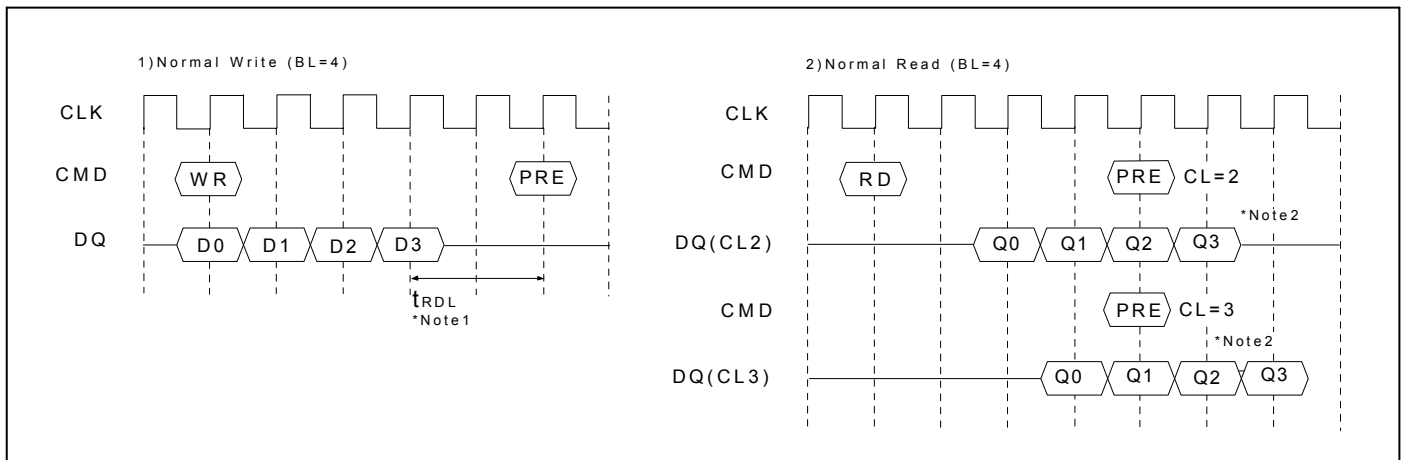 1)Normal Write (BL=4)
CLK
CMD WR PRE
DQ D0 D1 D2 D3
tRDL
*Note1
2)Normal Read (BL=4)
CLK
CMD RD PRE CL=2
*Note2
DQ(CL2) Q0 Q1 Q2 Q3
CMD PRE CL=3
*Note2
DQ(CL3) Q0 Q1 Q2 Q3